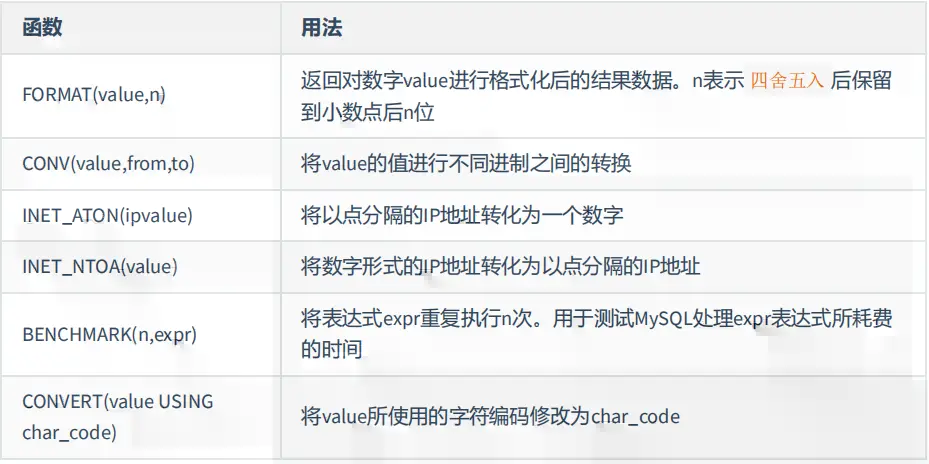 函数 用法
FORMAT(value,n) 返回对数字value进行格式化后的结果数据。n表示 四舍五入 后保留
到小数点后n位
CONV(value,from,to) 将value的值进行不同进制之间的转换
INET_ATON(ipvalue) 将以点分隔的IP地址转化为一个数字
INET_NTOA(value) 将数字形式的IP地址转化为以点分隔的IP地址
BENCHMARK(n,expr) 将表达式expr重复执行n次。用于测试MySQL处理expr表达式所耗费
的时间
CONVERT(value USING
char_code) 将value所使用的字符编码修改为char_code